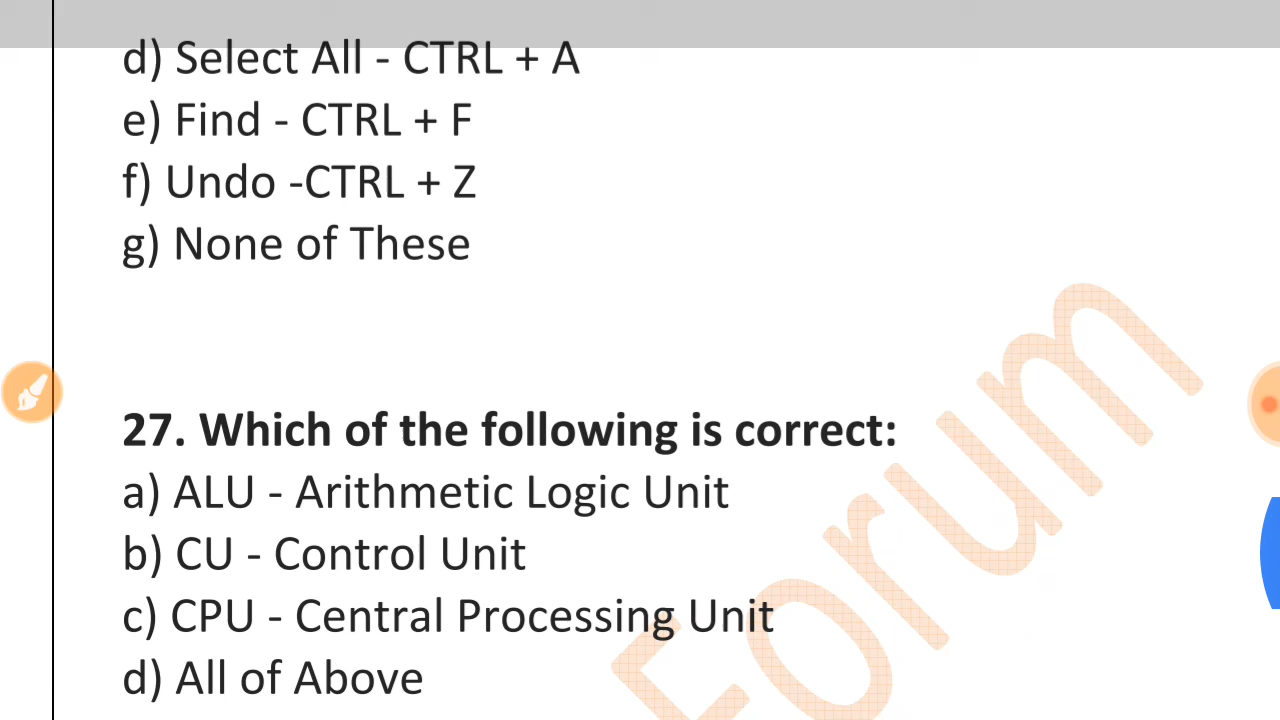 d) Select All - CTRL + A
e) Find - CTRL + F
f) Undo -CTRL + Z
g) None of These
27. Which of the following is correct:
a) ALU - Arithmetic Logic Unit
b) CU - Control Unit
c) CPU - Central Processing Unit
d) All of Above
Forum